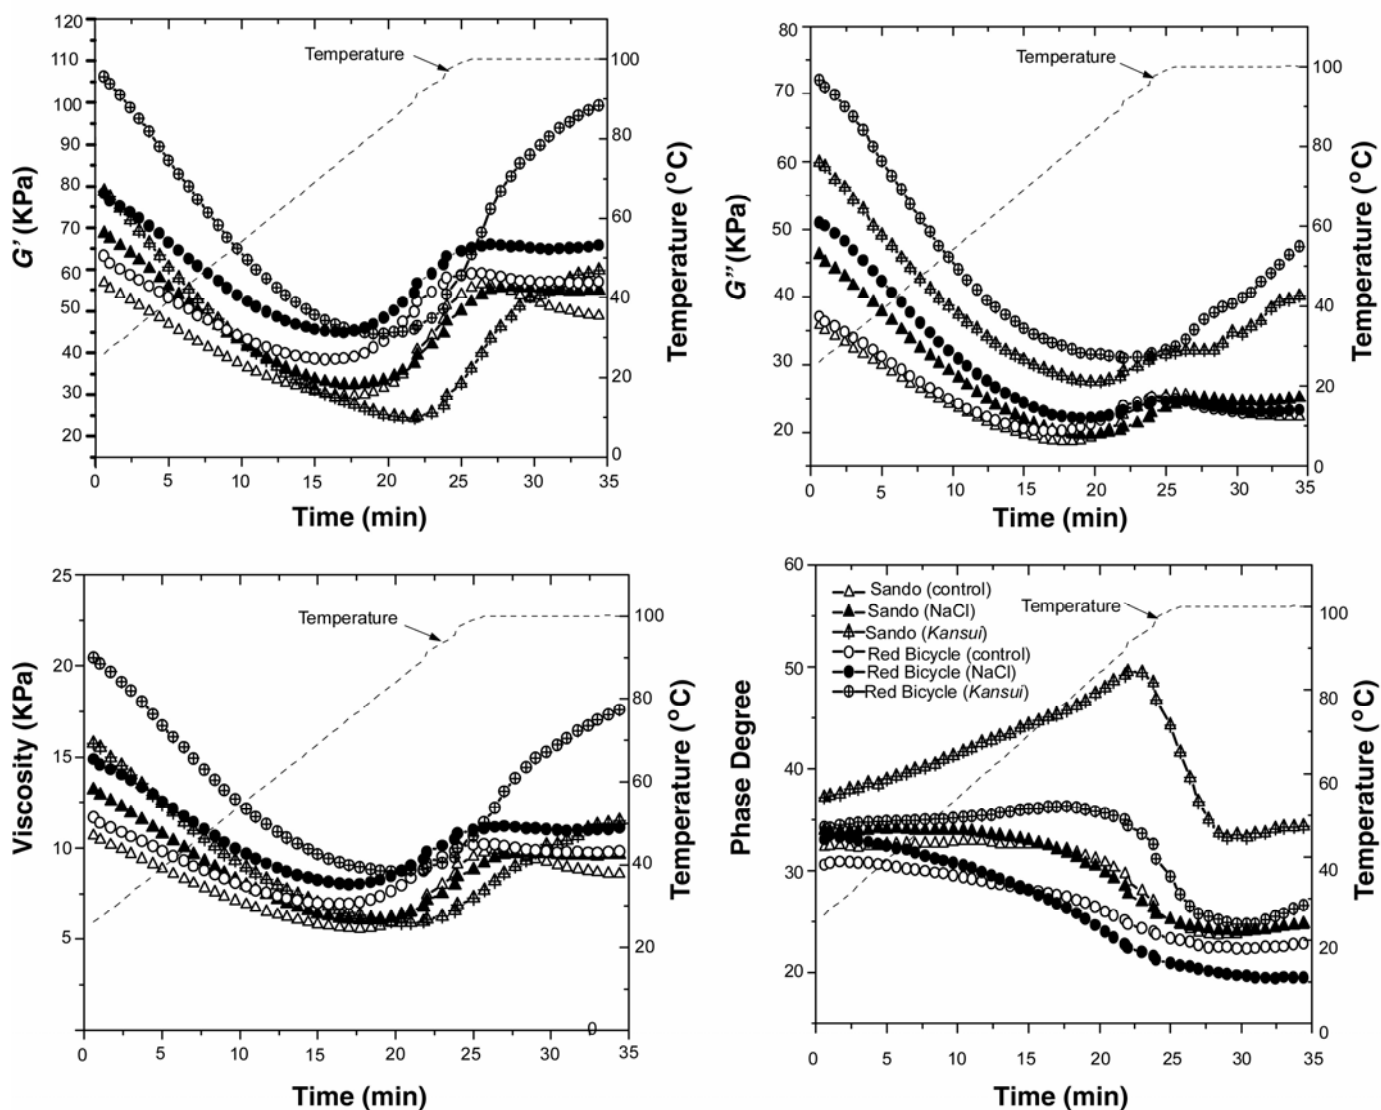 120
110
100
90
80
70
60
50
40
30
20
G' (KPa)
Temperature
100
80
60
40
20
0
Temperature (°C)
0 5 10 15 20 25 30 35
Time (min)
80
70
60
50
40
30
20
G'' (KPa)
Temperature
100
80
60
40
20
0
Temperature (°C)
0 5 10 15 20 25 30 35
Time (min)
25
20
15
10
5
Viscosity (KPa)
Temperature
100
80
60
40
20
0
Temperature (°C)
0 5 10 15 20 25 30 35
Time (min)
60
50
40
30
20
Phase Degree
Sando (control)
Sando (NaCl)
Sando (Kansui)
Red Bicycle (control)
Red Bicycle (NaCl)
Red Bicycle (Kansui)
Temperature
100
80
60
40
20
0
Temperature (°C)
0 5 10 15 20 25 30 35
Time (min)